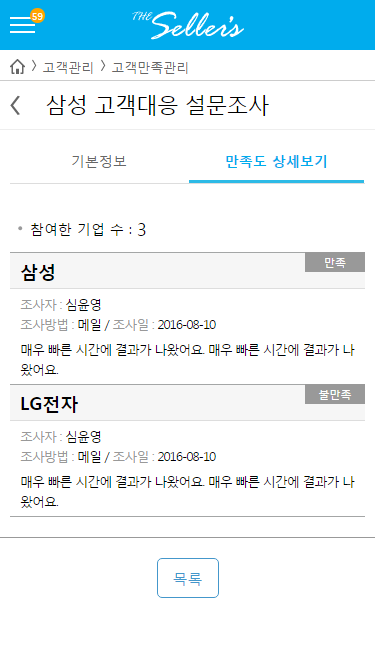 59
THE Seller's
고객관리 > 고객만족관리
삼성 고객대응 설문조사
기본정보 만족도 상세보기
• 참여한 기업 수 : 3
만족
삼성
조사자 : 심윤영
조사방법 : 메일 / 조사일 : 2016-08-10
매우 빠른 시간에 결과가 나왔어요. 매우 빠른 시간에 결과가 나
왔어요.
불만족
LG전자
조사자 : 심윤영
조사방법 : 메일 / 조사일 : 2016-08-10
매우 빠른 시간에 결과가 나왔어요. 매우 빠른 시간에 결과가 나
왔어요.
목록